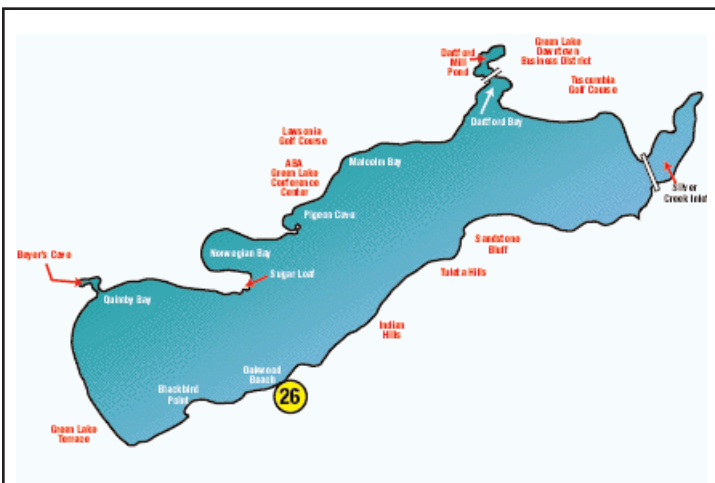 Dartford
Mill
Pond
Green Lake
Downtown
Business District
Tuscumbia
Golf Course
Dartford Bay
Lawsonia
Golf Course
Malcolm Bay
ABA
Green Lake
Conference
Center
Silver
Creek Inlet
Pigeon Cove
Norwegian Bay
Sandstone
Bluff
Beyer's Cove
Sugar Loaf
Tuleta Hills
Quimby Bay
Indian
Hills
Oakwood
Beach
Blackbird
Point
26
Green Lake
Terrace